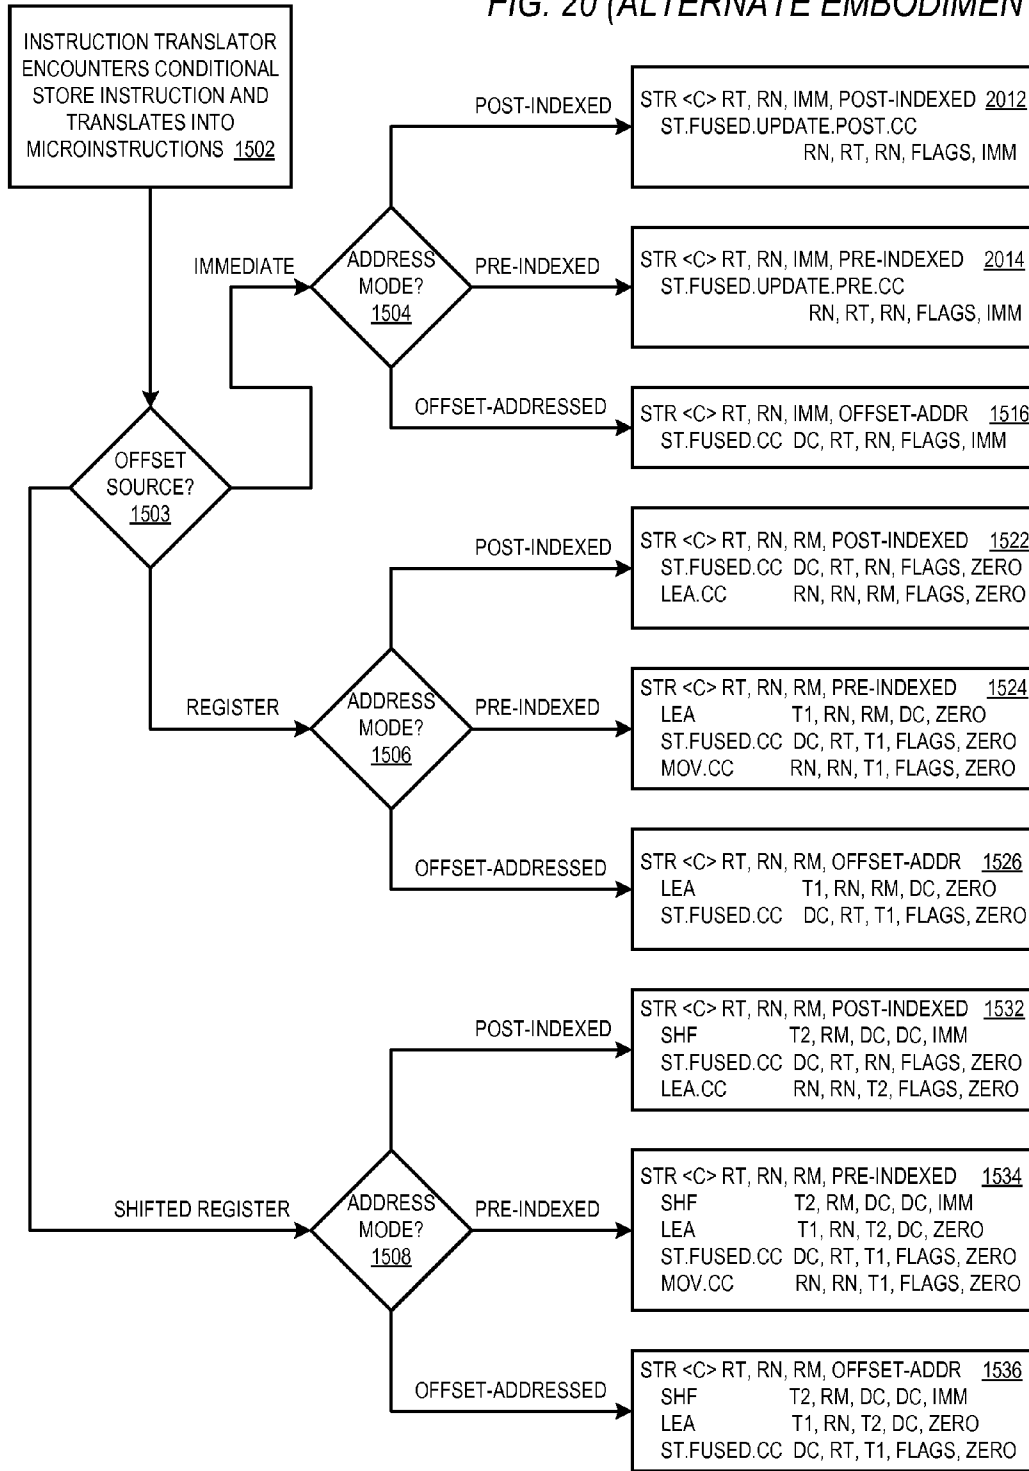 FIG. 20 (ALTERNATE EMBODIMEN
INSTRUCTION TRANSLATOR
ENCOUNTERS CONDITIONAL
STORE INSTRUCTION AND
TRANSLATES INTO
MICROINSTRUCTIONS 1502
OFFSET
SOURCE?
1503
IMMEDIATE
ADDRESS
MODE?
1504
POST-INDEXED
STR <C> RT, RN, IMM, POST-INDEXED 2012
ST.FUSED.UPDATE.POST.CC
RN, RT, RN, FLAGS, IMM
PRE-INDEXED
STR <C> RT, RN, IMM, PRE-INDEXED 2014
ST.FUSED.UPDATE.PRE.CC
RN, RT, RN, FLAGS, IMM
OFFSET-ADDRESSED
STR <C> RT, RN, IMM, OFFSET-ADDR 1516
ST.FUSED.CC DC, RT, RN, FLAGS, IMM
REGISTER
ADDRESS
MODE?
1506
POST-INDEXED
STR <C> RT, RN, RM, POST-INDEXED 1522
ST.FUSED.CC DC, RT, RN, FLAGS, ZERO
LEA.CC RN, RN, RM, FLAGS, ZERO
PRE-INDEXED
STR <C> RT, RN, RM, PRE-INDEXED 1524
LEA T1, RN, RM, DC, ZERO
ST.FUSED.CC DC, RT, T1, FLAGS, ZERO
MOV.CC RN, RN, T1, FLAGS, ZERO
OFFSET-ADDRESSED
STR <C> RT, RN, RM, OFFSET-ADDR 1526
LEA T1, RN, RM, DC, ZERO
ST.FUSED.CC DC, RT, T1, FLAGS, ZERO
SHIFTED REGISTER
ADDRESS
MODE?
1508
POST-INDEXED
STR <C> RT, RN, RM, POST-INDEXED 1532
SHF T2, RM, DC, DC, IMM
ST.FUSED.CC DC, RT, RN, FLAGS, ZERO
LEA.CC RN, RN, T2, FLAGS, ZERO
PRE-INDEXED
STR <C> RT, RN, RM, PRE-INDEXED 1534
SHF T2, RM, DC, DC, IMM
LEA T1, RN, T2, DC, ZERO
ST.FUSED.CC DC, RT, T1, FLAGS, ZERO
MOV.CC RN, RN, T1, FLAGS, ZERO
OFFSET-ADDRESSED
STR <C> RT, RN, RM, OFFSET-ADDR 1536
SHF T2, RM, DC, DC, IMM
LEA T1, RN, T2, DC, ZERO
ST.FUSED.CC DC, RT, T1, FLAGS, ZERO